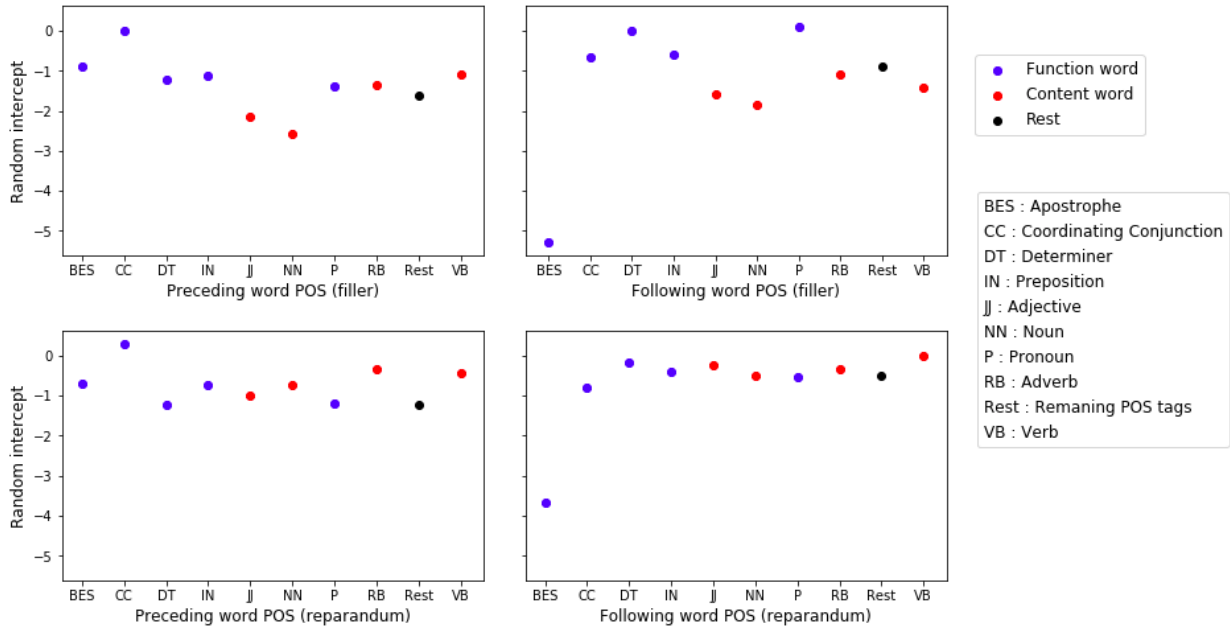 Random intercept
0
−1
−2
−3
−4
−5
BES CC DT IN JJ NN P RB Rest VB
Preceding word POS (filler)
BES CC DT IN JJ NN P RB Rest VB
Following word POS (filler)
Function word
Content word
Rest
BES : Apostrophe
CC : Coordinating Conjunction
DT : Determiner
IN : Preposition
JJ : Adjective
NN : Noun
P : Pronoun
RB : Adverb
Rest : Remaning POS tags
VB : Verb
Random intercept
0
−1
−2
−3
−4
−5
BES CC DT IN JJ NN P RB Rest VB
Preceding word POS (reparandum)
BES CC DT IN JJ NN P RB Rest VB
Following word POS (reparandum)